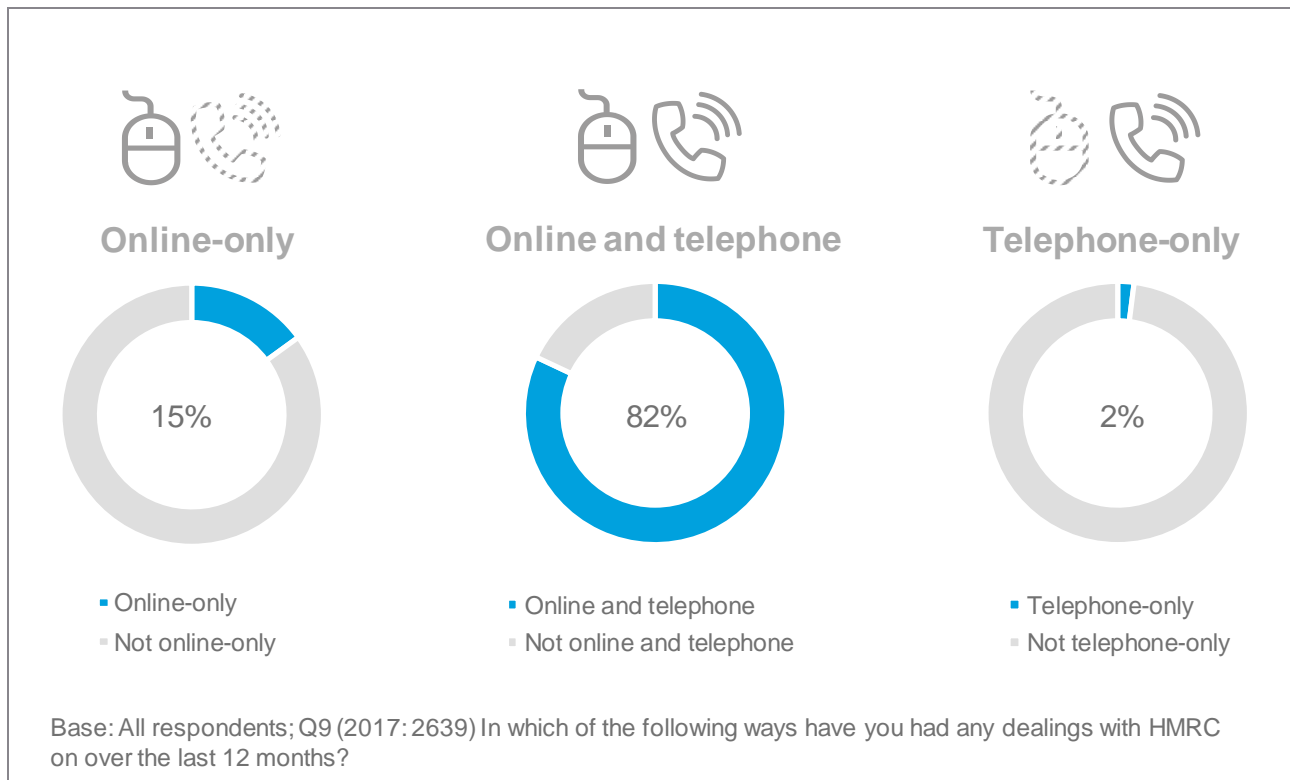 Online-only
Online and telephone
Telephone-only
15%
82%
2%
Online-only
Not online-only
Online and telephone
Not online and telephone
Telephone-only
Not telephone-only
Base: All respondents; Q9 (2017: 2639) In which of the following ways have you had any dealings with HMRC
on over the last 12 months?